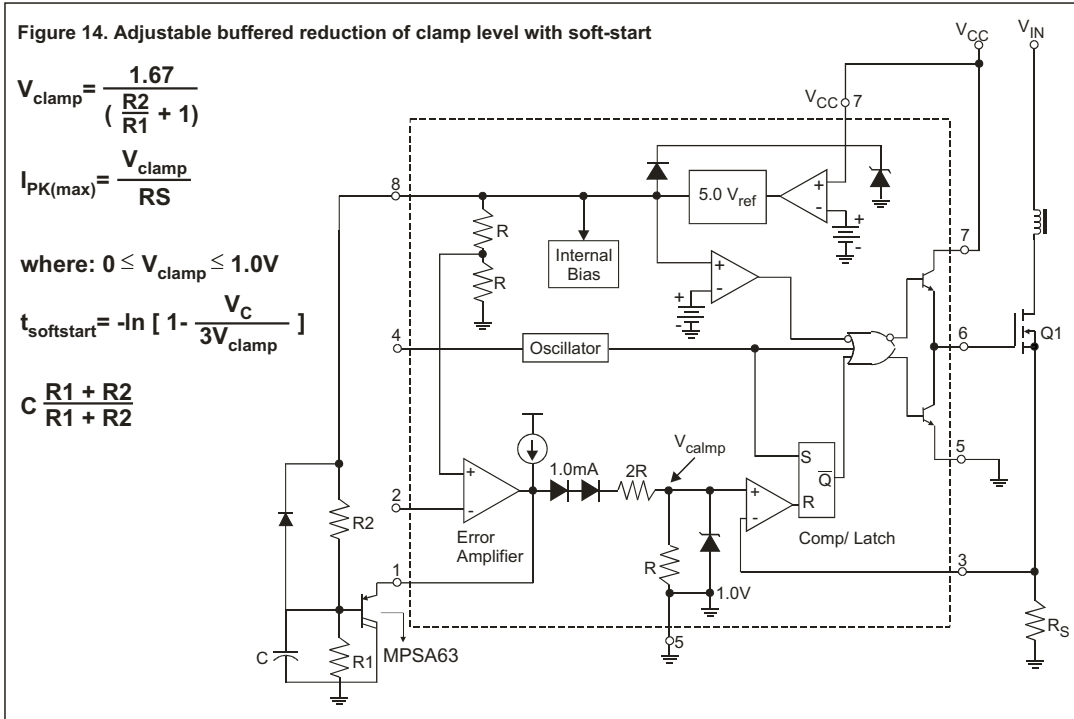 Figure 14. Adjustable buffered reduction of clamp level with soft-start
V_clamp = 1.67 / ( R2/R1 + 1)
I_PK(max) = V_clamp / RS
where: 0 ≤ V_clamp ≤ 1.0V
t_softstart = -ln [ 1- V_C / 3V_clamp ]
C R1 + R2 / R1 + R2
V_CC
V_IN
V_CC 7
8
5.0 V_ref
+
-
+
-
R
R
Internal
Bias
+
-
+
-
7
4
Oscillator
6
Q1
5
V_calmp
1.0mA
2R
S
Q̅
R
+
-
2
Error
Amplifier
+
-
Comp/ Latch
R2
1
R
1.0V
3
R_S
C
R1
MPSA63
5